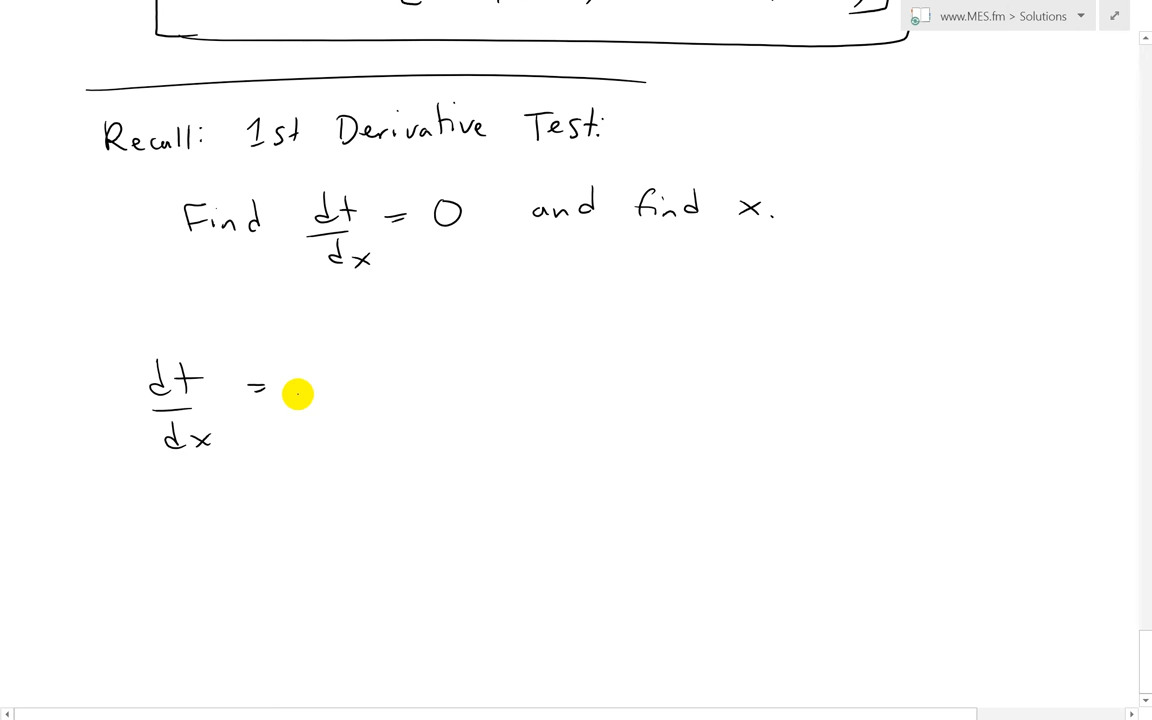 www.MES.fm > Solutions
Recall: 1st Derivative Test:
Find dt/dx = 0 and find x.
dt/dx =